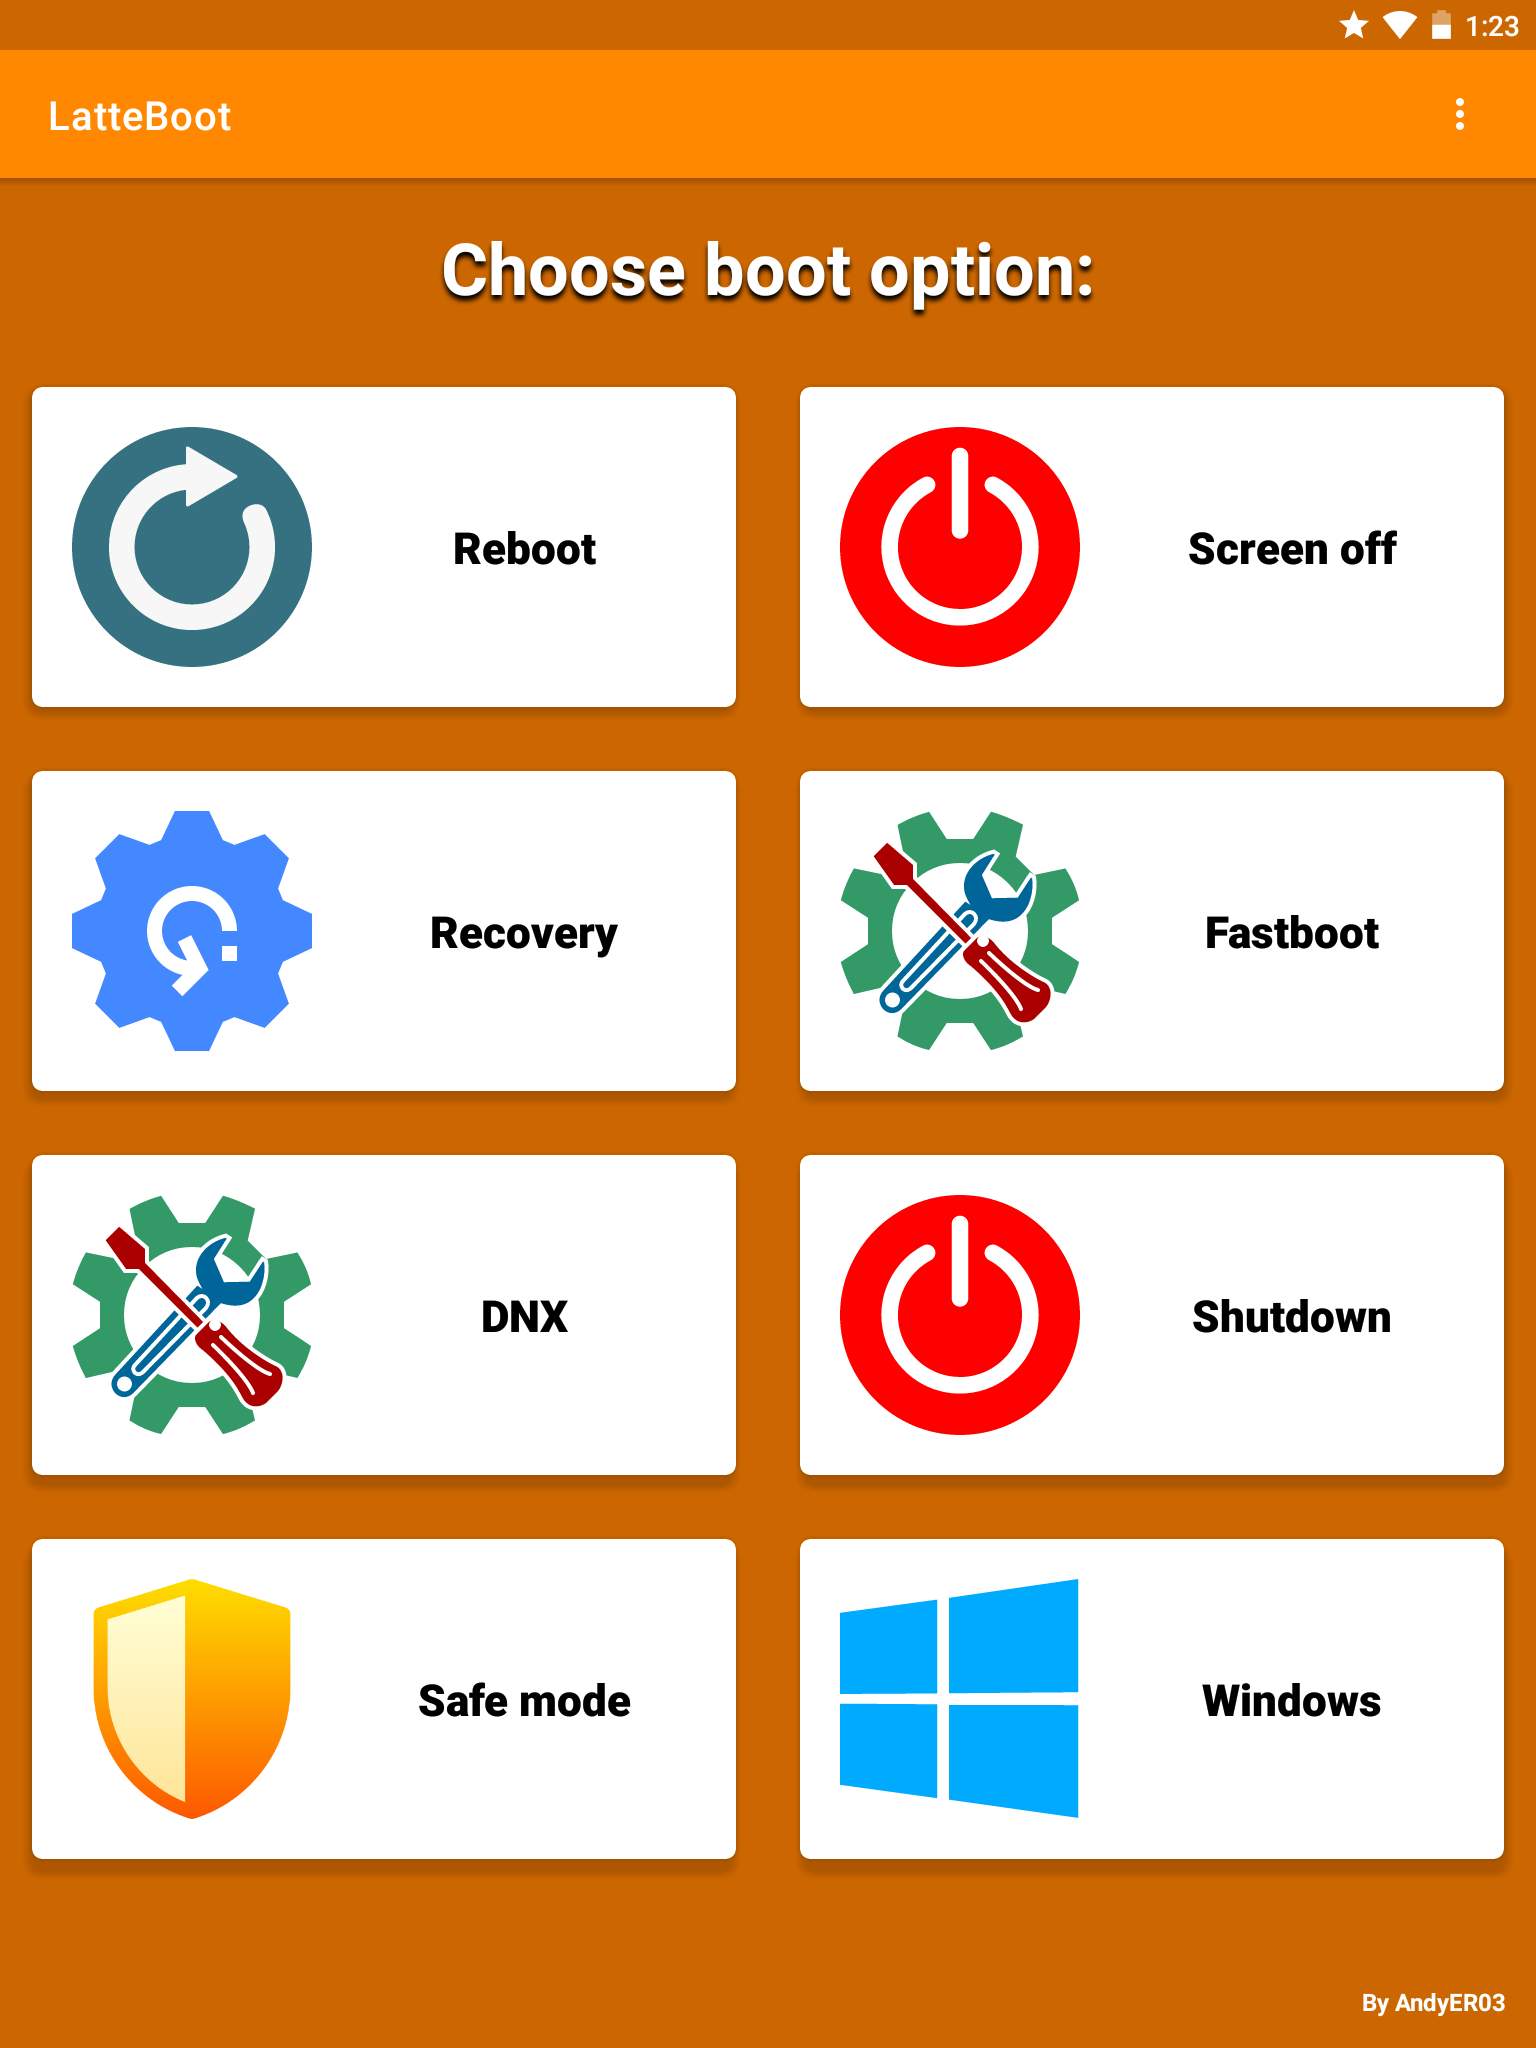 1:23
LatteBoot
Choose boot option:
Reboot
Screen off
Recovery
Fastboot
DNX
Shutdown
Safe mode
Windows
By AndyER03